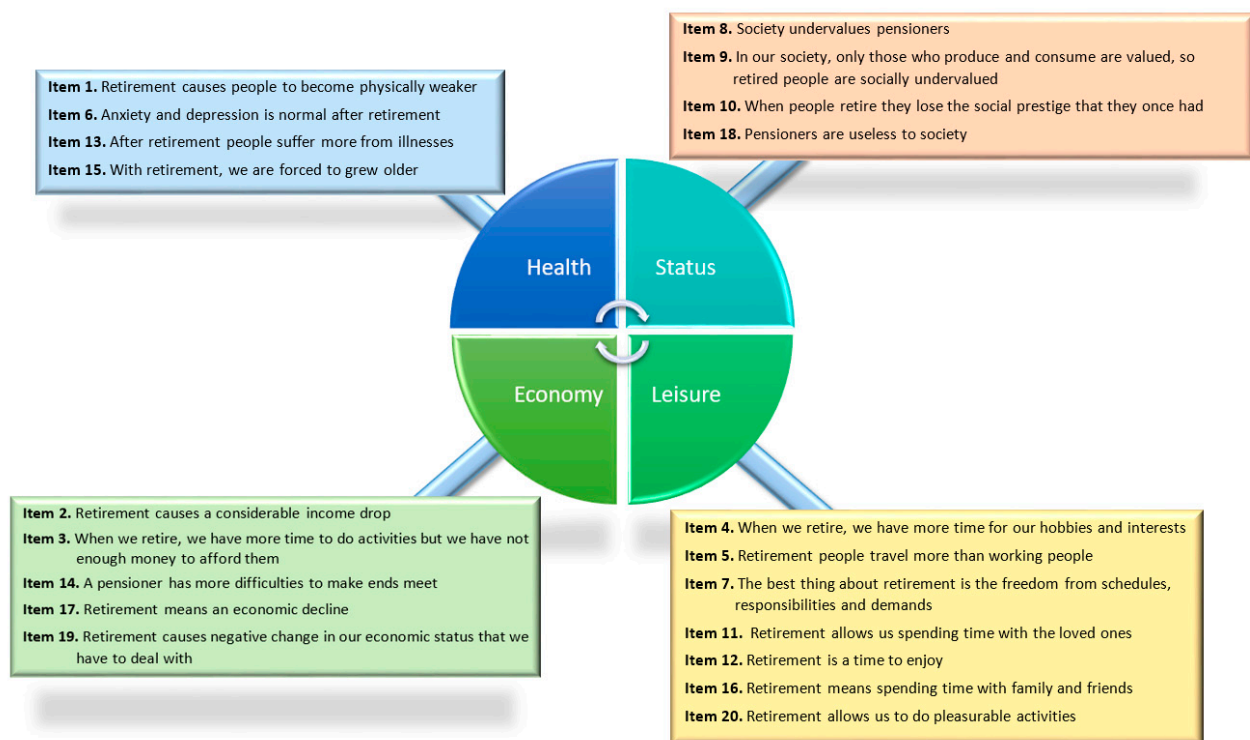 Item 1. Retirement causes people to become physically weaker
Item 6. Anxiety and depression is normal after retirement
Item 13. After retirement people suffer more from illnesses
Item 15. With retirement, we are forced to grew older
Item 8. Society undervalues pensioners
Item 9. In our society, only those who produce and consume are valued, so
retired people are socially undervalued
Item 10. When people retire they lose the social prestige that they once had
Item 18. Pensioners are useless to society
Health
Status
Economy
Leisure
Item 2. Retirement causes a considerable income drop
Item 3. When we retire, we have more time to do activities but we have not
enough money to afford them
Item 14. A pensioner has more difficulties to make ends meet
Item 17. Retirement means an economic decline
Item 19. Retirement causes negative change in our economic status that we
have to deal with
Item 4. When we retire, we have more time for our hobbies and interests
Item 5. Retirement people travel more than working people
Item 7. The best thing about retirement is the freedom from schedules,
responsibilities and demands
Item 11. Retirement allows us spending time with the loved ones
Item 12. Retirement is a time to enjoy
Item 16. Retirement means spending time with family and friends
Item 20. Retirement allows us to do pleasurable activities